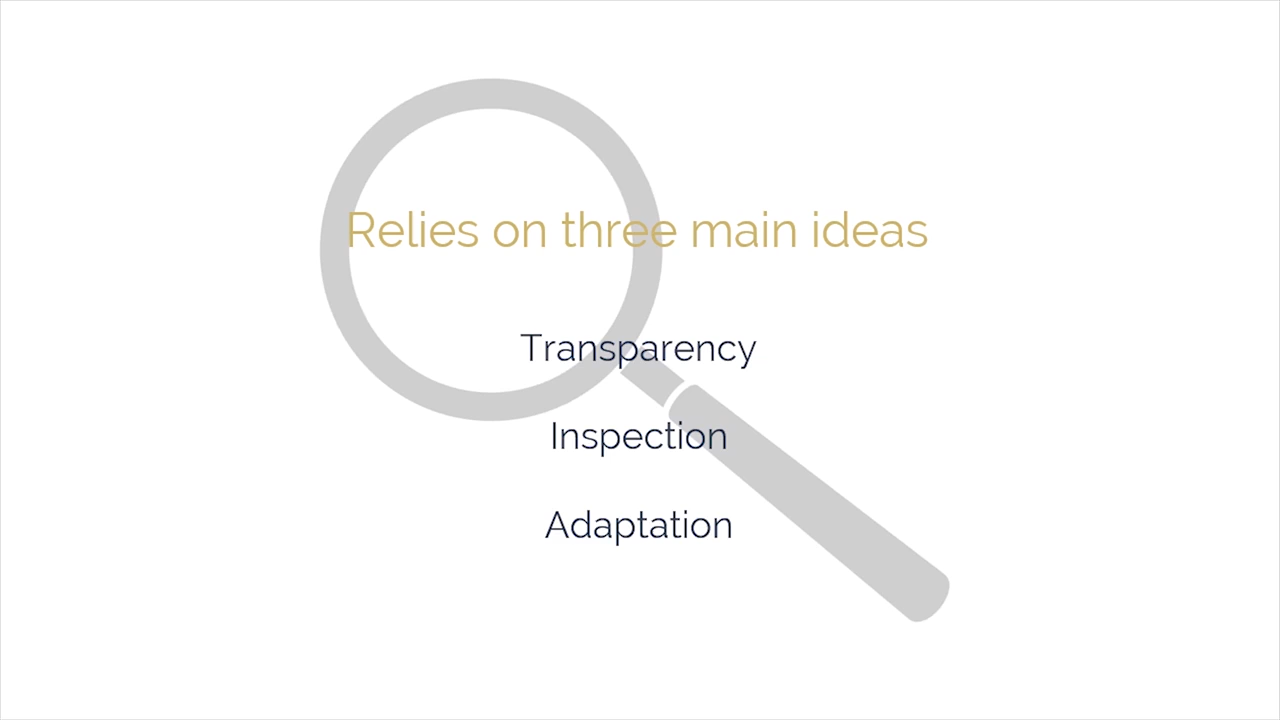 Relies on three main ideas
Transparency
Inspection
Adaptation